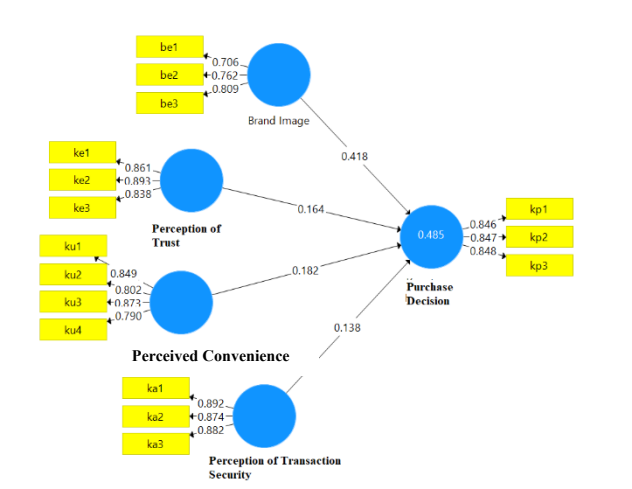 be1
0.706
be2
0.762
0.809
be3
Brand Image
0.418
ke1
0.861
ke2
0.893
0.838
ke3
0.164
Perception of
Trust
kp1
0.846
0.485
0.847
kp2
0.848
kp3
ku1
ku2
0.849
0.802
ku3
0.873
0.790
ku4
0.182
Purchase
Decision
0.138
Perceived Convenience
ka1
0.892
ka2
0.874
0.882
ka3
Perception of Transaction
Security